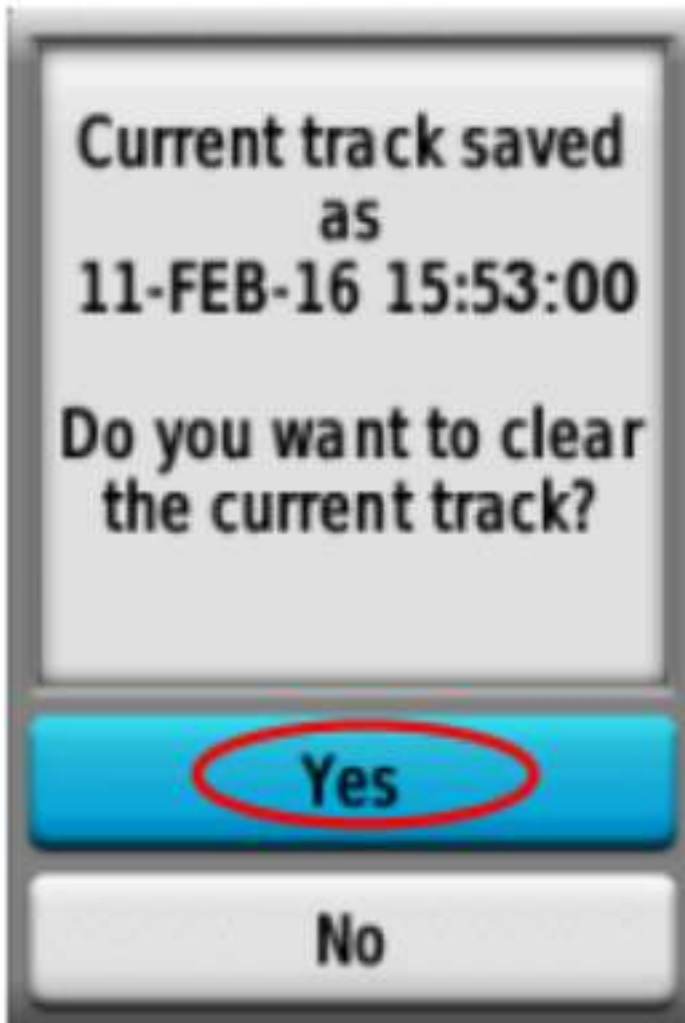 Current track saved
as
11-FEB-16 15:53:00
Do you want to clear
the current track?
Yes
No